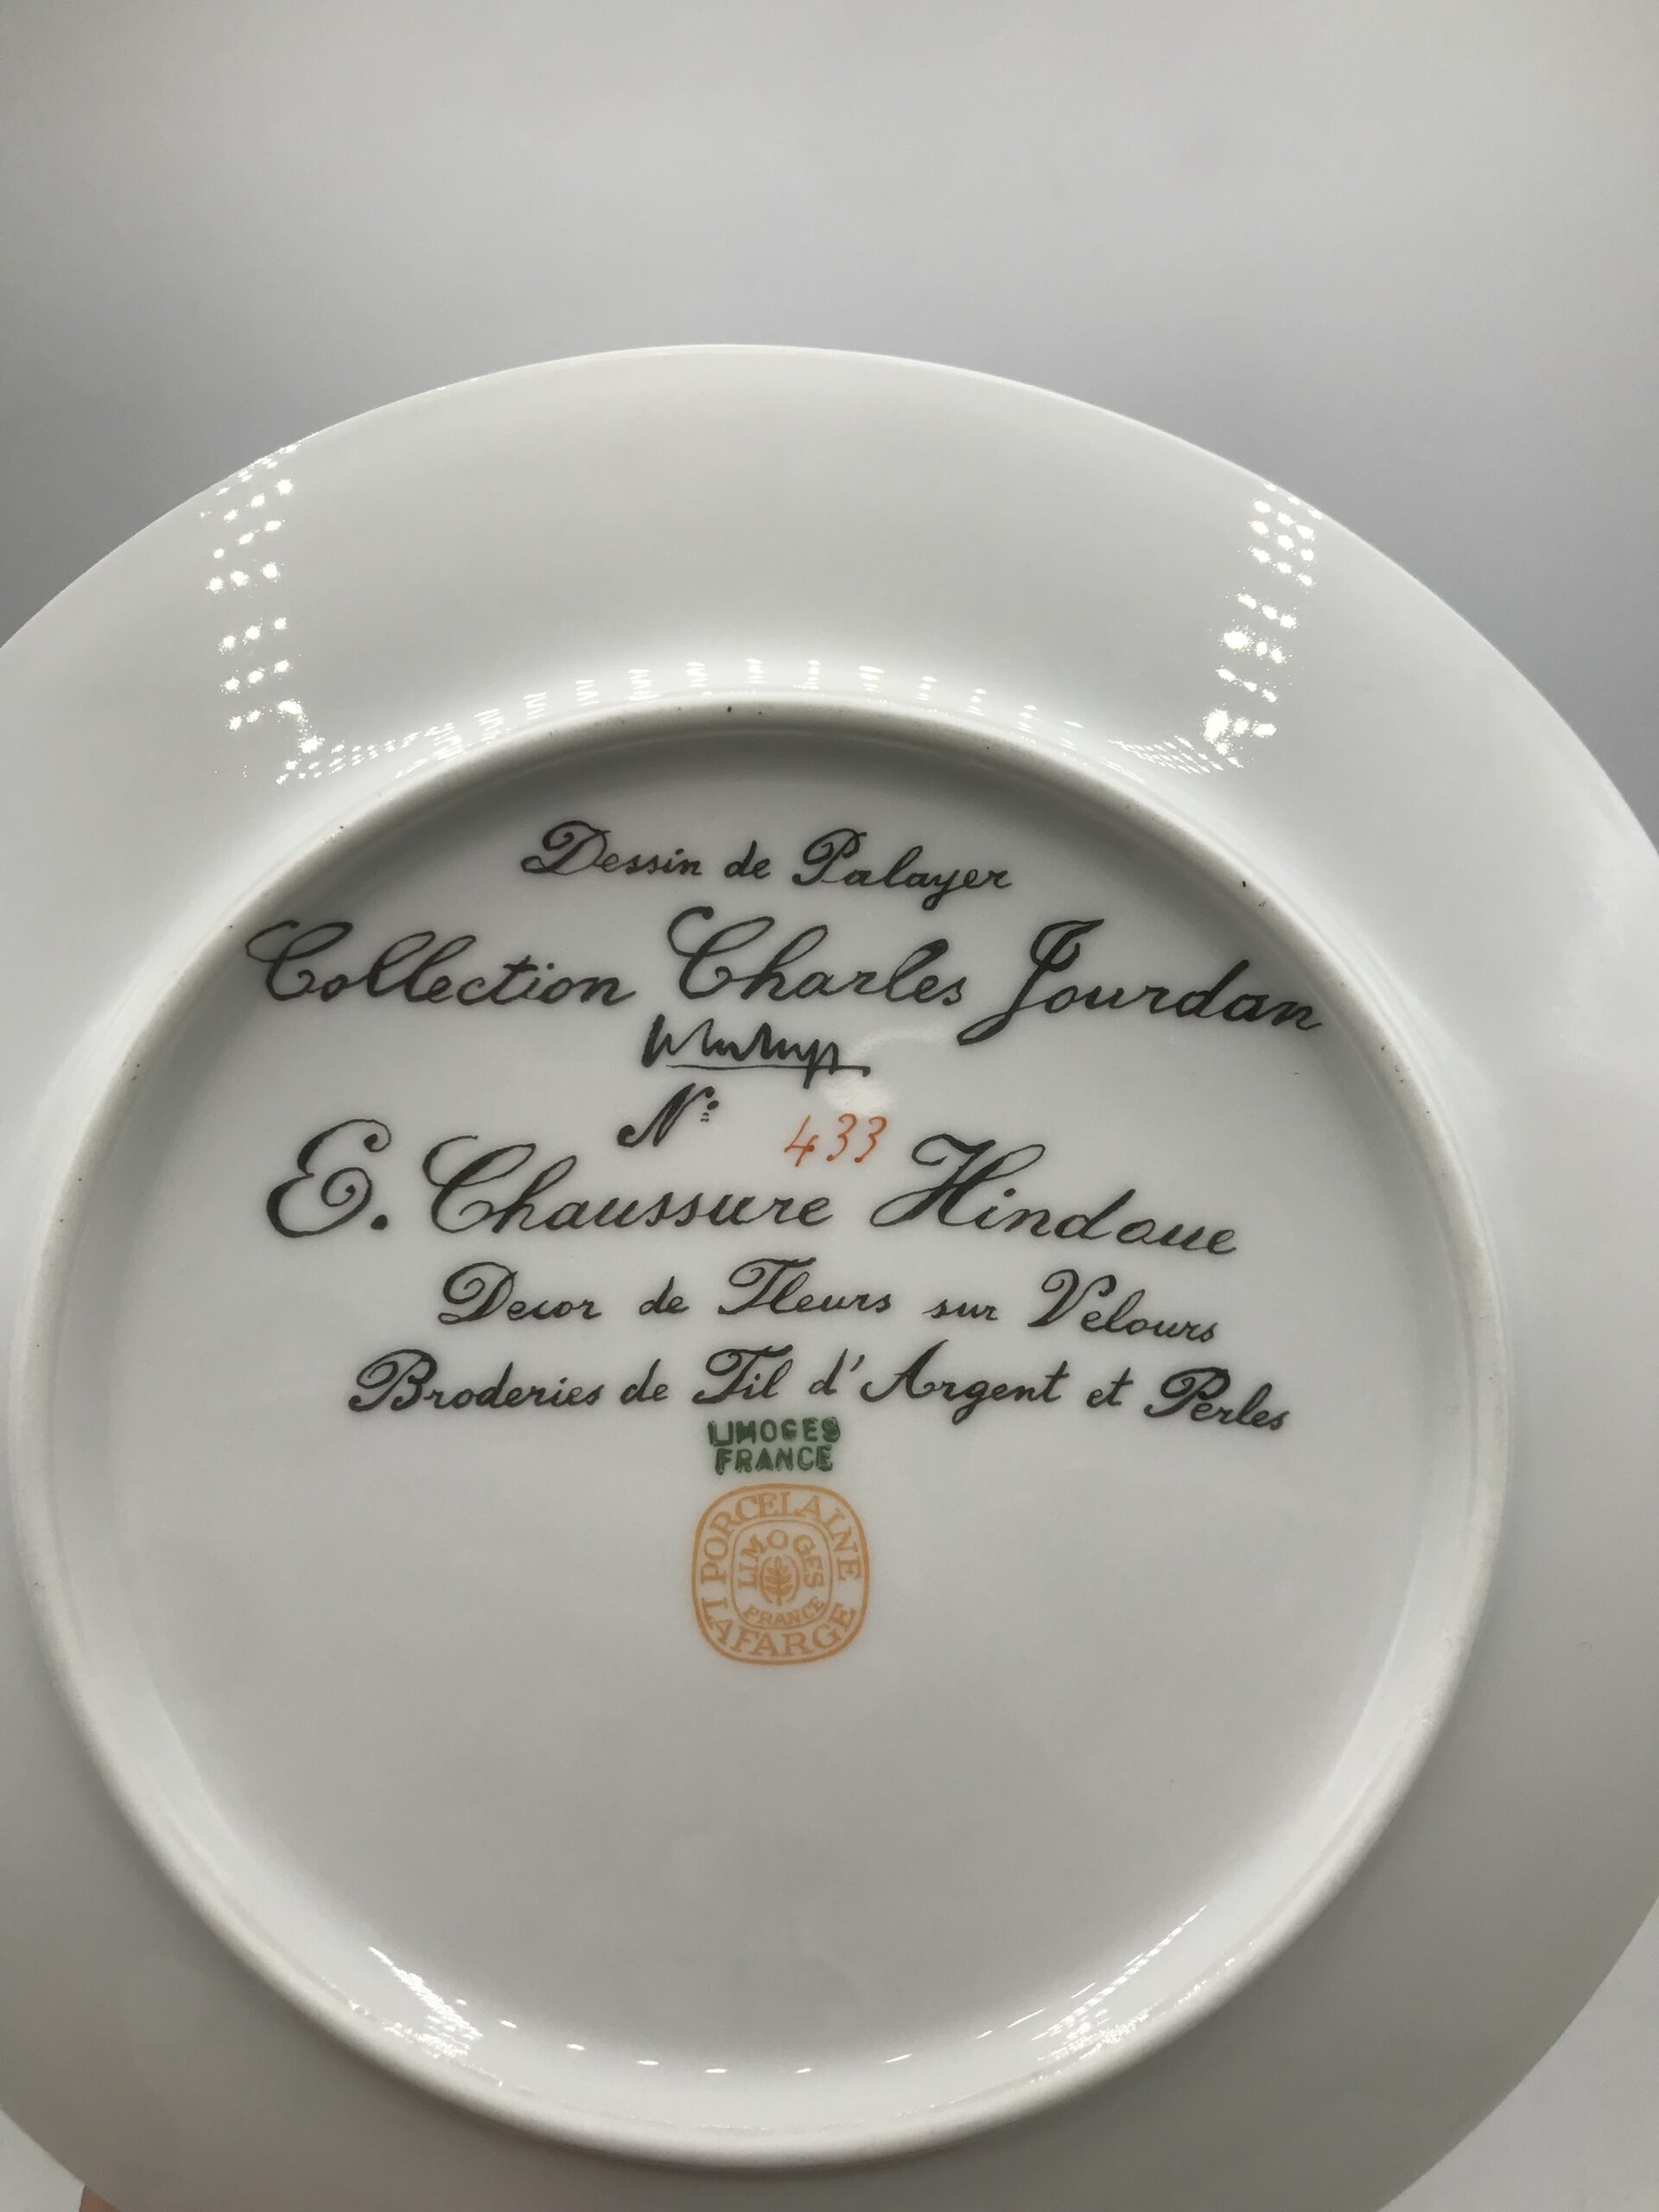 Dessin de Palayer
Collection Charles Jourdan
N° 433
E. Chaussure Hindoue
Decor de Fleurs sur Velours
Broderies de Fil d'Argent et Perles
LIMOGES
FRANCE
PORCELAINE
LIMOGES
FRANCE
LAFARGE